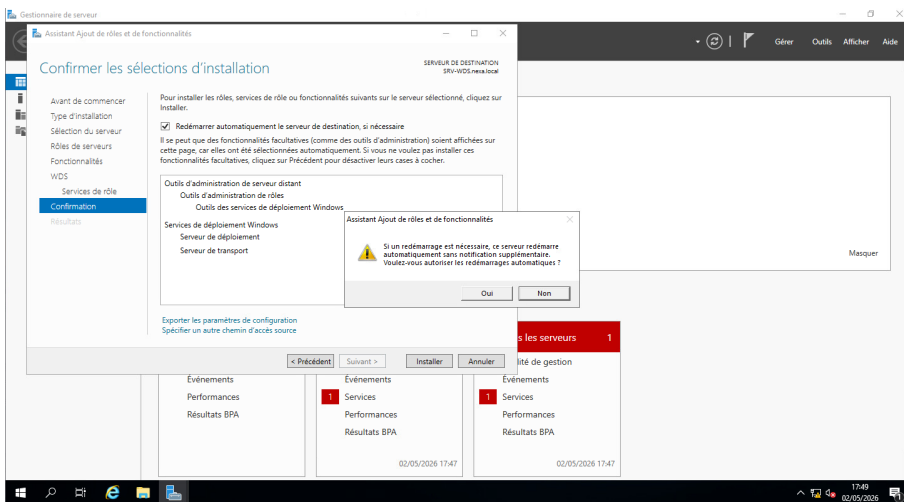 Gestionnaire de serveur
Gérer Outils Afficher Aide
Assistant Ajout de rôles et de fonctionnalités
Confirmer les sélections d'installation
SERVEUR DE DESTINATION
SRV-WDS.nexa.local
Avant de commencer
Type d'installation
Sélection du serveur
Rôles de serveurs
Fonctionnalités
WDS
Services de rôle
Confirmation
Résultats
Pour installer les rôles, services de rôle ou fonctionnalités suivants sur le serveur sélectionné, cliquez sur
Installer.
Redémarrer automatiquement le serveur de destination, si nécessaire
Il se peut que des fonctionnalités facultatives (comme des outils d'administration) soient affichées sur
cette page, car elles ont été sélectionnées automatiquement. Si vous ne voulez pas installer ces
fonctionnalités facultatives, cliquez sur Précédent pour désactiver leurs cases à cocher.
Outils d'administration de serveur distant
Outils d'administration de rôles
Outils des services de déploiement Windows
Services de déploiement Windows
Serveur de déploiement
Serveur de transport
Exporter les paramètres de configuration
Spécifier un autre chemin d'accès source
< Précédent Suivant > Installer Annuler
Assistant Ajout de rôles et de fonctionnalités
Si un redémarrage est nécessaire, ce serveur redémarre
automatiquement sans notification supplémentaire.
Voulez-vous autoriser les redémarrages automatiques ?
Oui Non
Masquer
s les serveurs 1
lité de gestion
Événements
Performances
Résultats BPA
Événements
1 Services
Performances
Résultats BPA
02/05/2026 17:47
Événements
1 Services
Performances
Résultats BPA
02/05/2026 17:47
17:49
02/05/2026